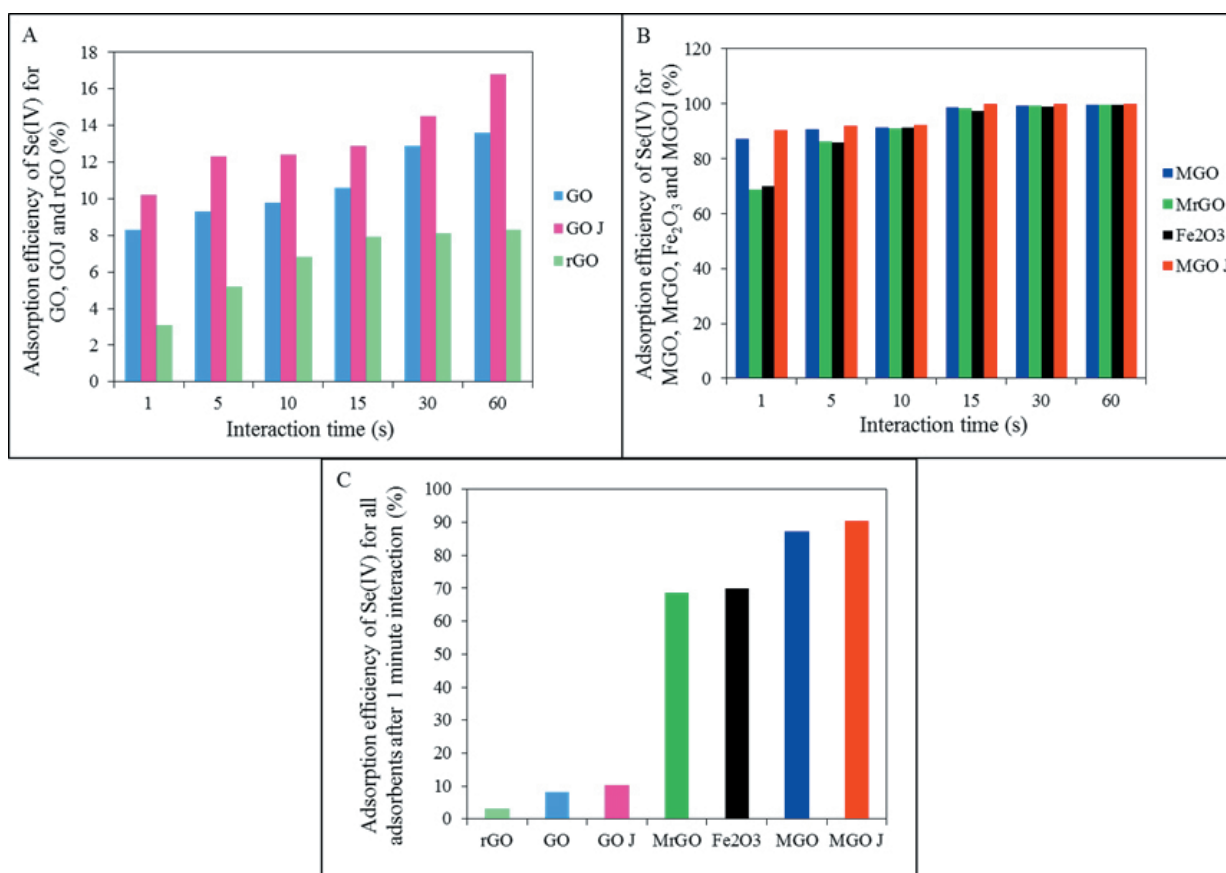 A
Adsorption efficiency of Se(IV) for
GO, GOJ and rGO (%)
18
16
14
12
10
8
6
4
2
0
1 5 10 15 30 60
Interaction time (s)
GO
GO J
rGO
B
Adsorption efficiency of Se(IV) for
MGO, MrGO, Fe₂O₃ and MGOJ (%)
120
100
80
60
40
20
0
1 5 10 15 30 60
Interaction time (s)
MGO
MrGO
Fe2O3
MGO J
C
Adsorption efficiency of Se(IV) for all
adsorbents after 1 minute interaction (%)
100
90
80
70
60
50
40
30
20
10
0
rGO GO GO J MrGO Fe2O3 MGO MGO J